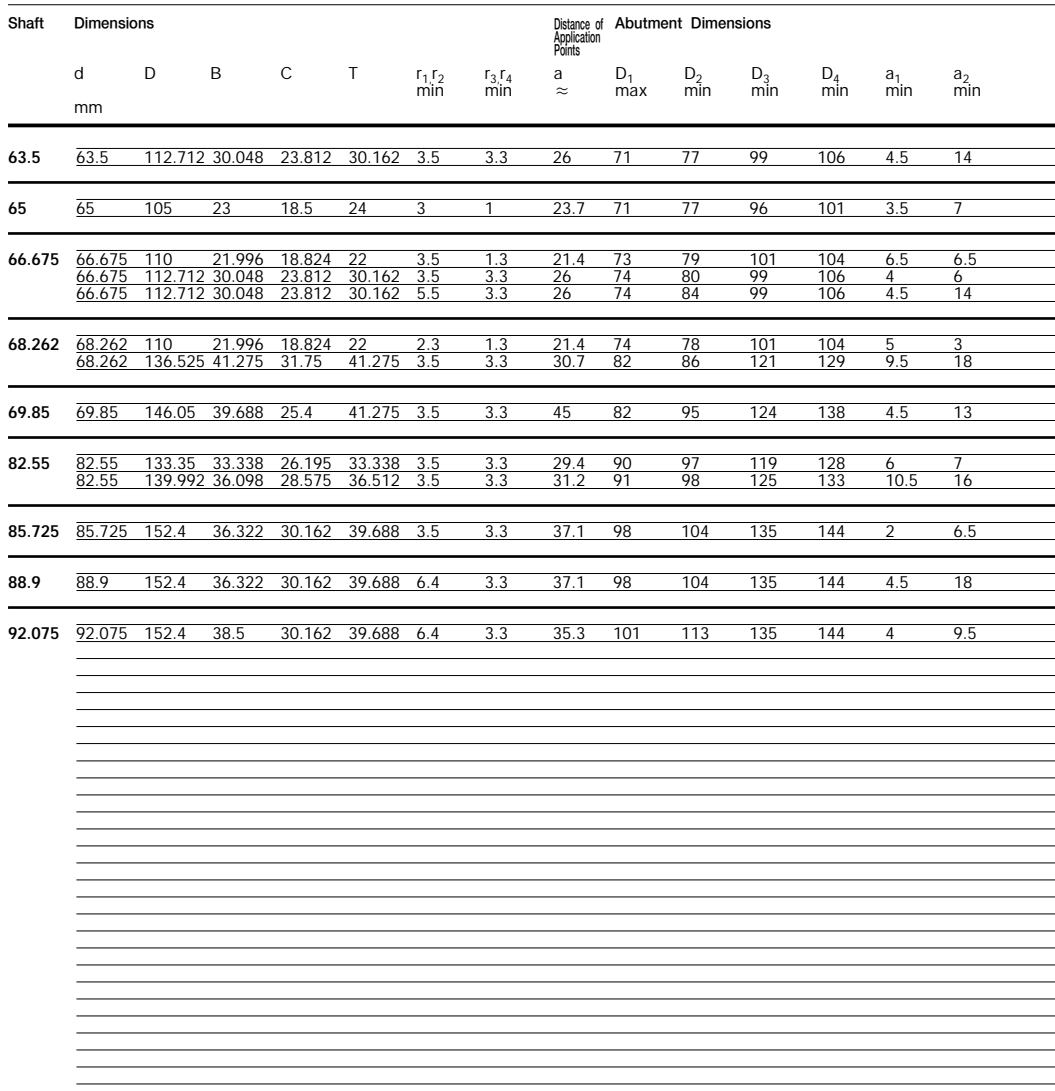 Shaft Dimensions Distance of Application Points Abutment Dimensions
d D B C T r1,r2 min r3,r4 min a ≈ D1 max D2 min D3 min D4 min a1 min a2 min
mm
63.5 63.5 112.712 30.048 23.812 30.162 3.5 3.3 26 71 77 99 106 4.5 14
65 65 105 23 18.5 24 3 1 23.7 71 77 96 101 3.5 7
66.675 66.675 110 21.996 18.824 22 3.5 1.3 21.4 73 79 101 104 6.5 6.5
66.675 112.712 30.048 23.812 30.162 3.5 3.3 26 74 80 99 106 4 6
66.675 112.712 30.048 23.812 30.162 5.5 3.3 26 74 84 99 106 4.5 14
68.262 68.262 110 21.996 18.824 22 2.3 1.3 21.4 74 78 101 104 5 3
68.262 136.525 41.275 31.75 41.275 3.5 3.3 30.7 82 86 121 129 9.5 18
69.85 69.85 146.05 39.688 25.4 41.275 3.5 3.3 45 82 95 124 138 4.5 13
82.55 82.55 133.35 33.338 26.195 33.338 3.5 3.3 29.4 90 97 119 128 6 7
82.55 139.992 36.098 28.575 36.512 3.5 3.3 31.2 91 98 125 133 10.5 16
85.725 85.725 152.4 36.322 30.162 39.688 3.5 3.3 37.1 98 104 135 144 2 6.5
88.9 88.9 152.4 36.322 30.162 39.688 6.4 3.3 37.1 98 104 135 144 4.5 18
92.075 92.075 152.4 38.5 30.162 39.688 6.4 3.3 35.3 101 113 135 144 4 9.5